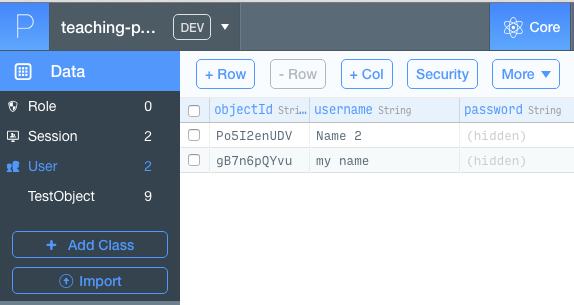 P teaching-p... DEV Core
Data
Role 0
Session 2
User 2
TestObject 9
+ Add Class
Import
+ Row - Row + Col Security More
objectId Stri... username String password String
Po5I2enUDV Name 2 (hidden)
gB7n6pQYvu my name (hidden)